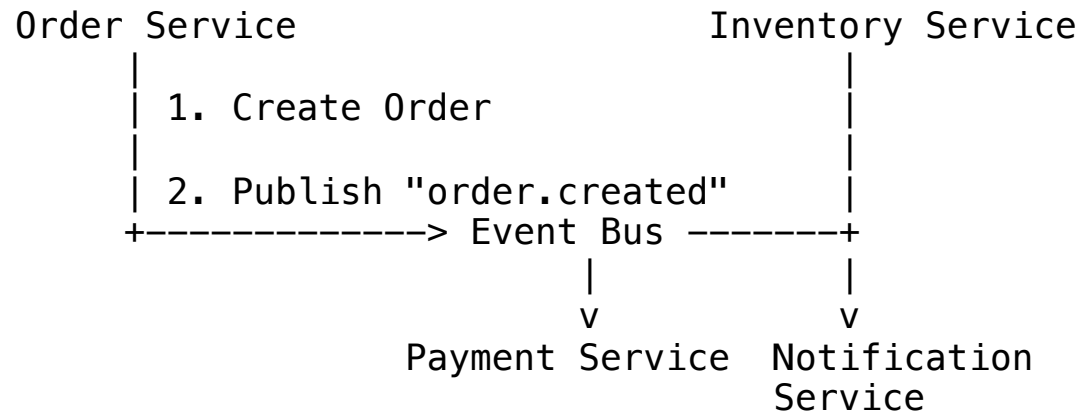 Order Service Inventory Service
1. Create Order
2. Publish "order.created"
Event Bus
Payment Service Notification
Service